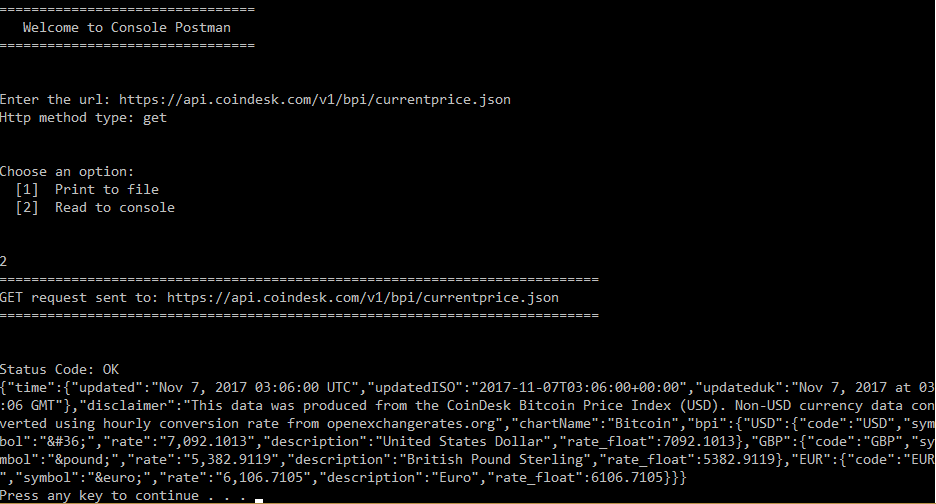 ================================
   Welcome to Console Postman
================================
Enter the url: https://api.coindesk.com/v1/bpi/currentprice.json
Http method type: get
Choose an option:
  [1]  Print to file
  [2]  Read to console
2
===========================================================================
GET request sent to: https://api.coindesk.com/v1/bpi/currentprice.json
===========================================================================
Status Code: OK
{"time":{"updated":"Nov 7, 2017 03:06:00 UTC","updatedISO":"2017-11-07T03:06:00+00:00","updateduk":"Nov 7, 2017 at 03
:06 GMT"},"disclaimer":"This data was produced from the CoinDesk Bitcoin Price Index (USD). Non-USD currency data con
verted using hourly conversion rate from openexchangerates.org","chartName":"Bitcoin","bpi":{"USD":{"code":"USD","sym
bol":"&#36;","rate":"7,092.1013","description":"United States Dollar","rate_float":7092.1013},"GBP":{"code":"GBP","sy
mbol":"&pound;","rate":"5,382.9119","description":"British Pound Sterling","rate_float":5382.9119},"EUR":{"code":"EUR
","symbol":"&euro;","rate":"6,106.7105","description":"Euro","rate_float":6106.7105}}}
Press any key to continue . . .